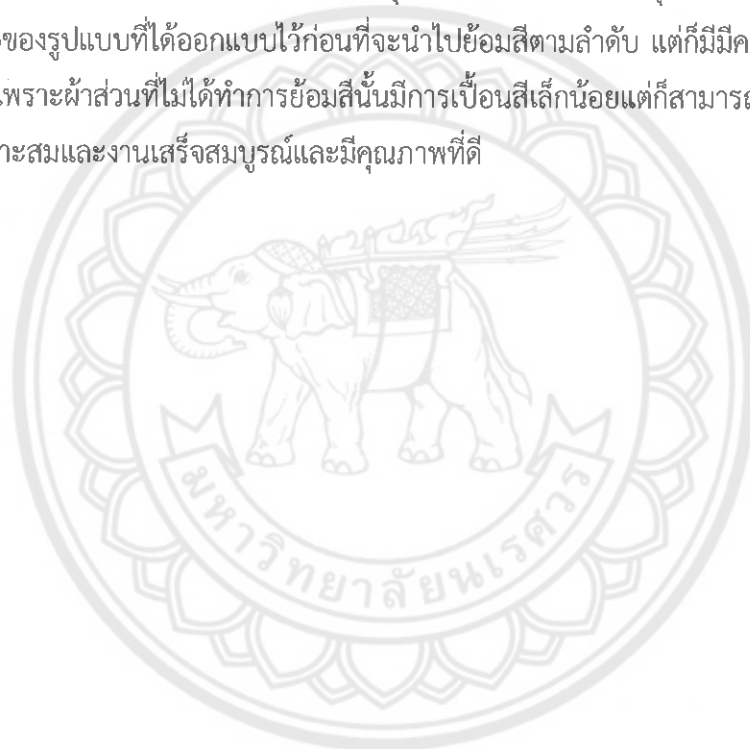 ของรูปแบบที่ได้ออกแบบไว้ก่อนที่จะนำไปย้อมสีตามลำดับ แต่ก็มีมีค
เพราะผ้าส่วนที่ไม่ได้ทำการย้อมสีนั้นมีการเปื้อนสีเล็กน้อยแต่ก็สามารถ
าะสมและงานเสร็จสมบูรณ์และมีคุณภาพที่ดี
มหาวิทยาลัยนเรศวร